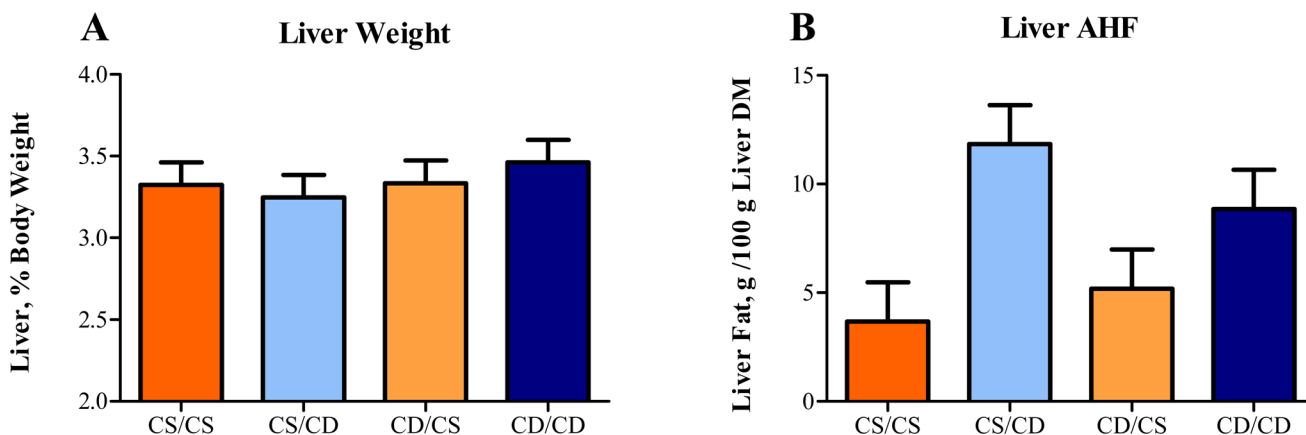 A
Liver Weight
Liver, % Body Weight
4.0
3.5
3.0
2.5
2.0
CS/CS CS/CD CD/CS CD/CD
B
Liver AHF
Liver Fat, g /100 g Liver DM
15
10
5
0
CS/CS CS/CD CD/CS CD/CD